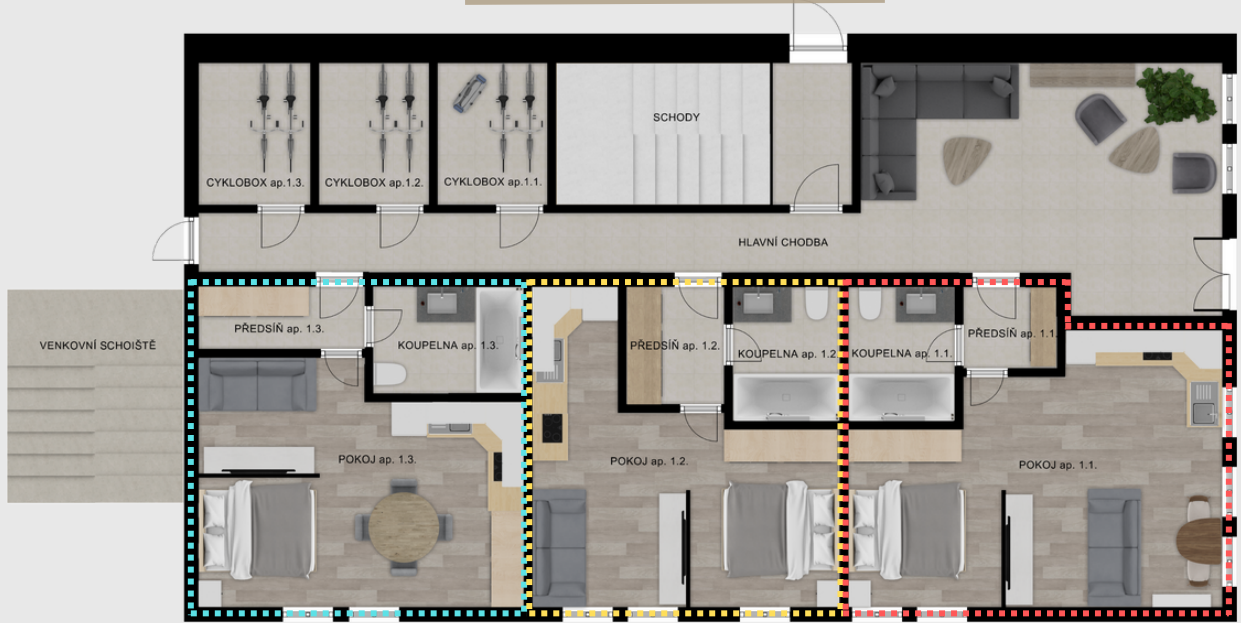 SCHODY
CYKLOBOX ap.1.3.
CYKLOBOX ap.1.2.
CYKLOBOX ap.1.1.
HLAVNÍ CHODBA
VENKOVNÍ SCHOIŠTĚ
PŘEDSÍŇ ap. 1.3.
KOUPELNA ap. 1.3.
PŘEDSÍŇ ap. 1.2.
KOUPELNA ap. 1.2.
KOUPELNA ap. 1.1.
PŘEDSÍŇ ap. 1.1.
POKOJ ap. 1.3.
POKOJ ap. 1.2.
POKOJ ap. 1.1.